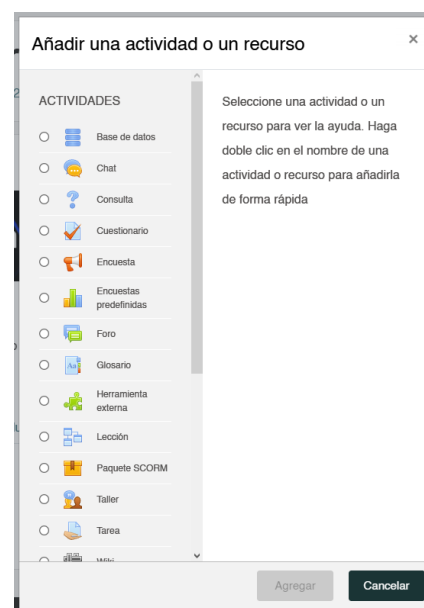 Añadir una actividad o un recurso
×
ACTIVIDADES
Base de datos
Chat
Consulta
Cuestionario
Encuesta
Encuestas
predefinidas
Foro
Glosario
Herramienta
externa
Lección
Paquete SCORM
Taller
Tarea
Wiki
Seleccione una actividad o un
recurso para ver la ayuda. Haga
doble clic en el nombre de una
actividad o recurso para añadirla
de forma rápida
Agregar
Cancelar